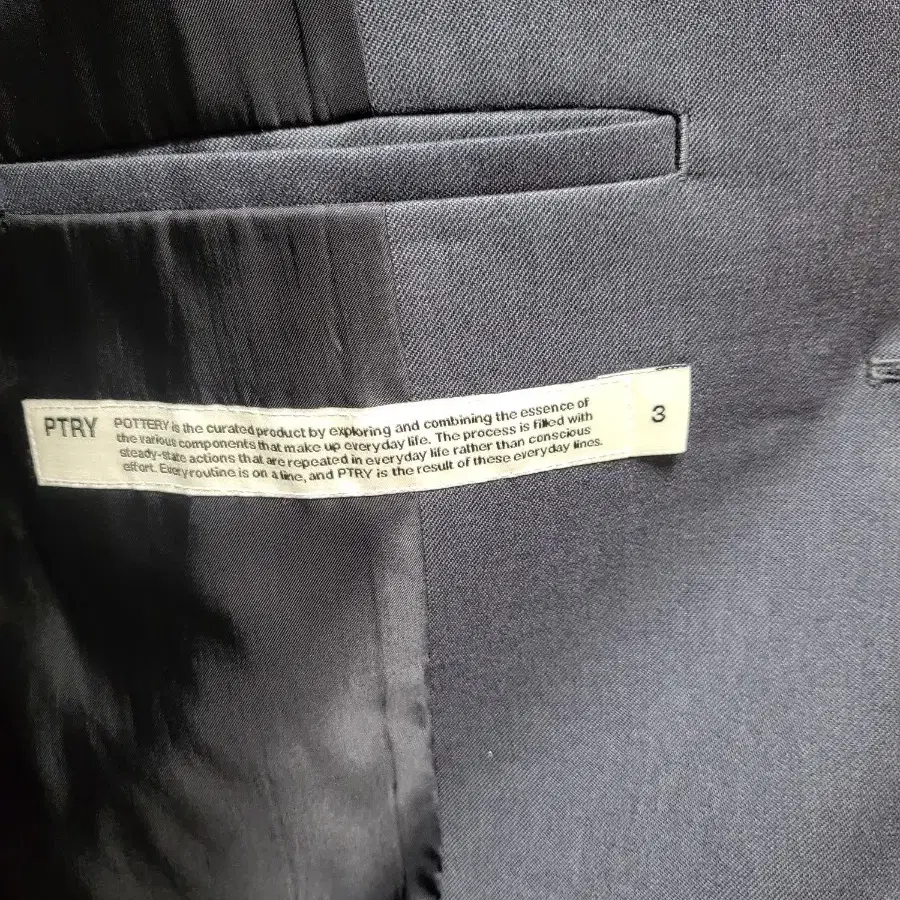 PTRY
POTTERY is the curated product by exploring and combining the essence of
the various components that make up everyday life. The process is filled with
steady-state actions that are repeated in everyday life rather than conscious
effort. Every routine is on a line, and PTRY is the result of these everyday lines.
3